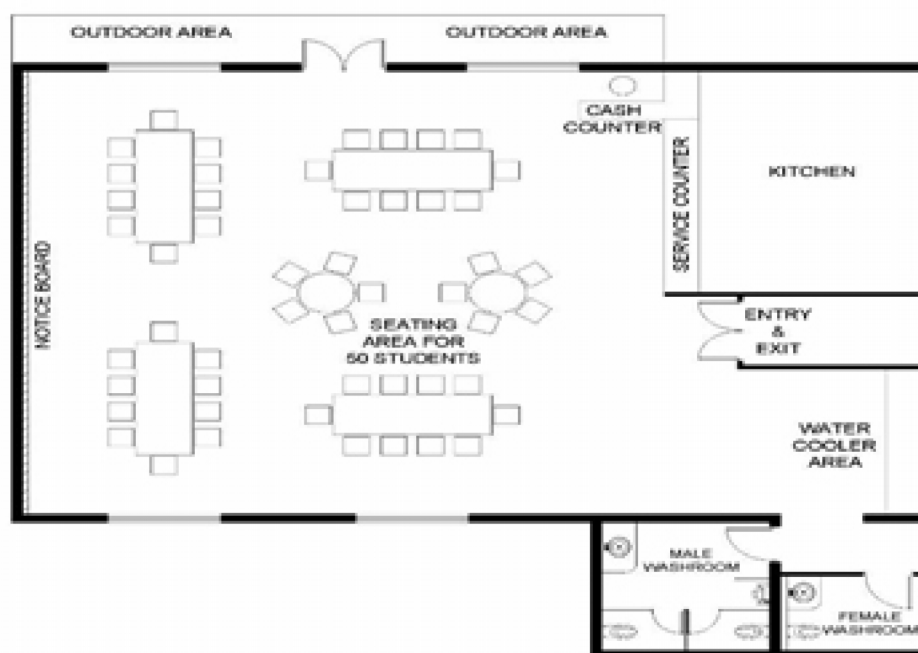 OUTDOOR AREA
OUTDOOR AREA
CASH
COUNTER
SERVICE COUNTER
KITCHEN
NOTICE BOARD
ENTRY
&
EXIT
SEATING
AREA FOR
50 STUDENTS
WATER
COOLER
AREA
MALE
WASHROOM
FEMALE
WASHROOM